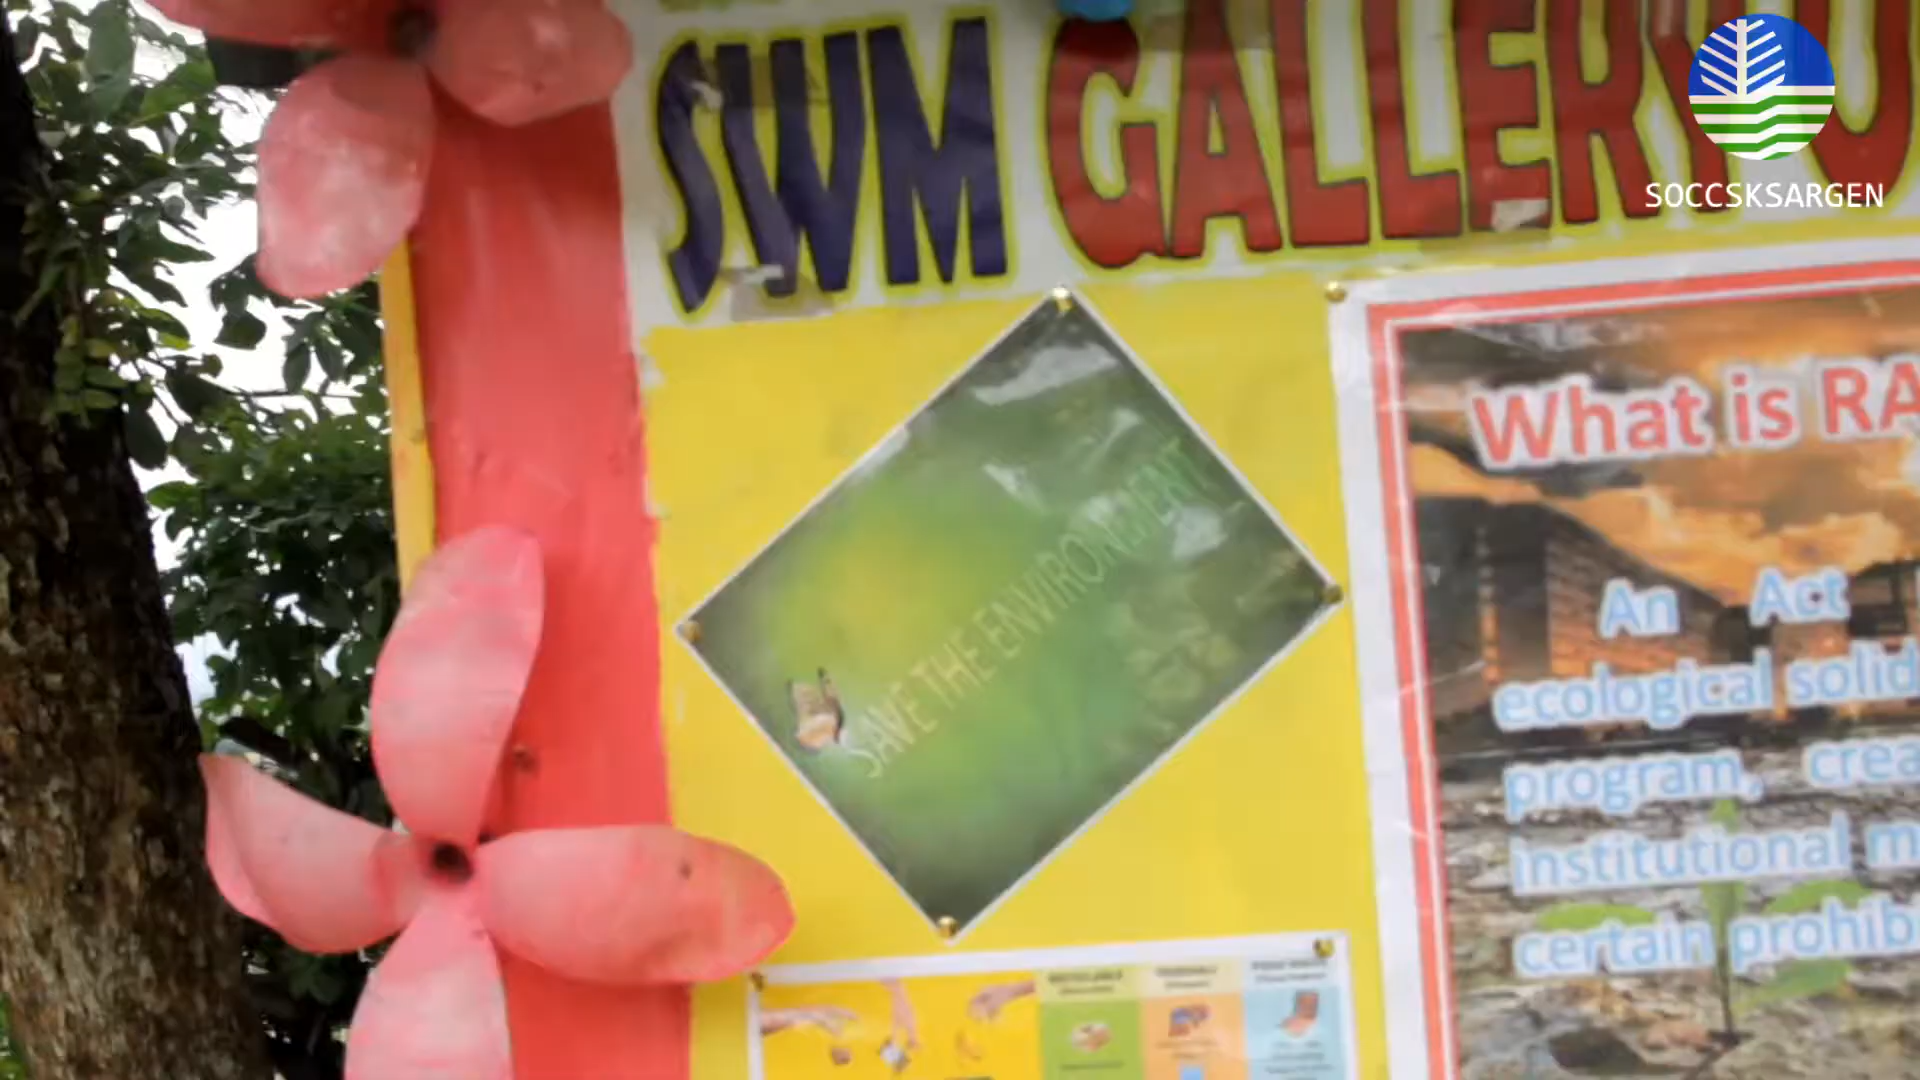 SWM GALLERY
SOCCSKSARGEN
SAVE THE ENVIRONMENT
What is RA
An Act
ecological solid
program, crea
institutional m
certain prohib